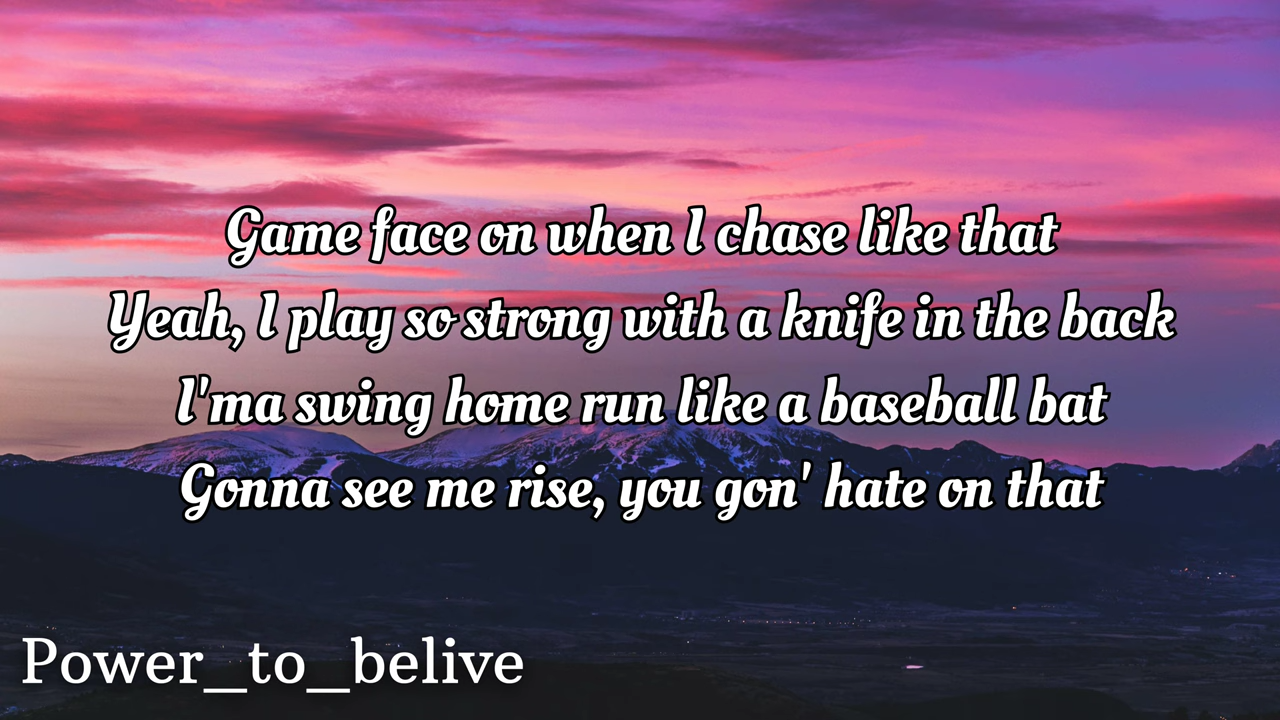 Game face on when I chase like that
Yeah, I play so strong with a knife in the back
I'ma swing home run like a baseball bat
Gonna see me rise, you gon' hate on that
Power_to_belive